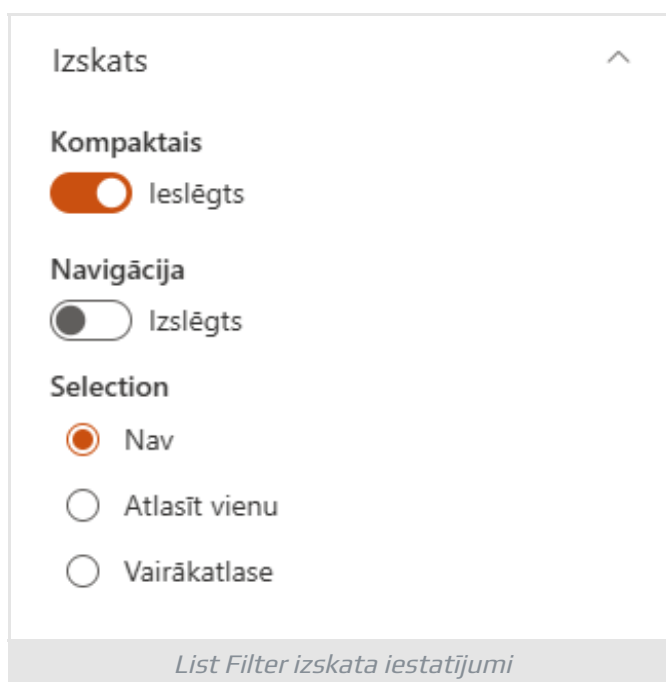 Izskats
Kompaktais
Ieslēgts
Navigācija
Izslēgts
Selection
Nav
Atlasīt vienu
Vairākatlase
List Filter izskata iestatījumi